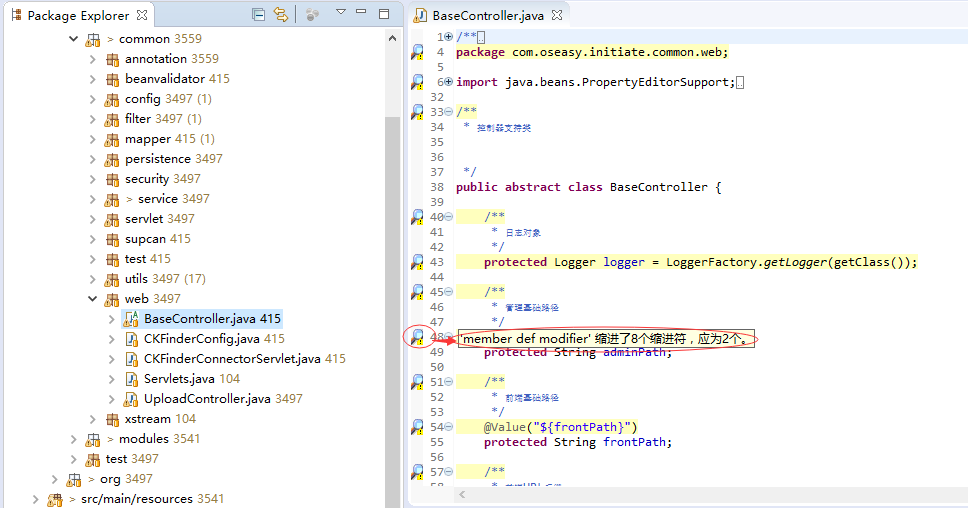 Package Explorer
> common 3559
annotation 3559
beanvalidator 415
config 3497 (1)
filter 3497 (1)
mapper 415 (1)
persistence 3497
security 3497
> service 3497
servlet 3497
supcan 415
test 415
utils 3497 (17)
web 3497
BaseController.java 415
CKFinderConfig.java 415
CKFinderConnectorServlet.java 415
Servlets.java 104
UploadController.java 3497
xstream 104
> modules 3541
test 3497
> org 3497
> src/main/resources 3541
BaseController.java
1 /**
4 package com.oseasy.initiate.common.web;
5
6 import java.beans.PropertyEditorSupport;
32
33 /**
34 * 控制器支持类
35
36
37 */
38 public abstract class BaseController {
39
40 /**
41 * 日志对象
42 */
43 protected Logger logger = LoggerFactory.getLogger(getClass());
44
45 /**
46 * 管理基础路径
47 */
48 'member def modifier' 缩进了8个缩进符，应为2个。
49 protected String adminPath;
50
51 /**
52 * 前端基础路径
53 */
54 @Value("${frontPath}")
55 protected String frontPath;
56
57 /**